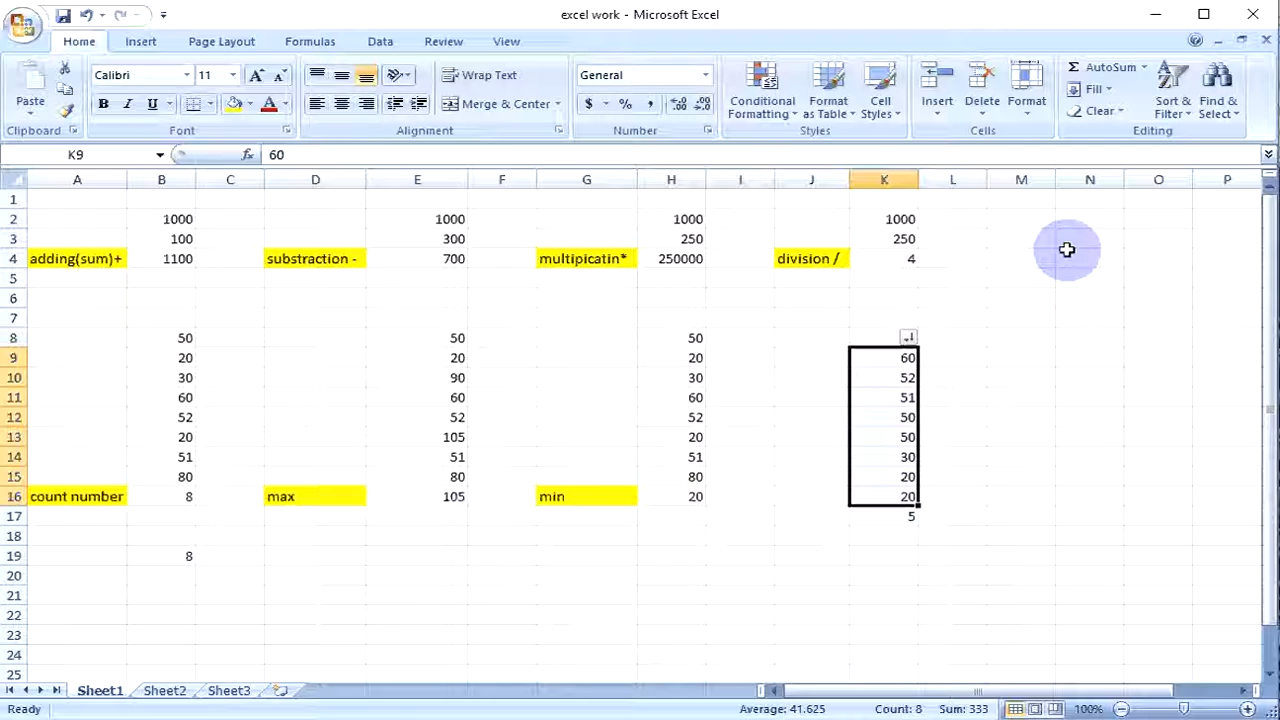 excel work - Microsoft Excel
Home Insert Page Layout Formulas Data Review View
Paste
Clipboard
Calibri 11
B I U
Font
Wrap Text
Merge & Center
Alignment
General
$ % ,
Number
Conditional Formatting
Format as Table
Cell Styles
Styles
Insert Delete Format
Cells
Σ AutoSum
Fill
Clear
Sort & Filter
Find & Select
Editing
K9 fx 60
A B C D E F G H I J K L M N O P
1
2 1000 1000 1000 1000
3 100 300 250 250
4 adding(sum)+ 1100 substraction - 700 multipicatin* 250000 division / 4
5
6
7
8 50 50 50
9 20 20 20 60
10 30 90 30 52
11 60 60 60 51
12 52 52 52 50
13 20 105 20 50
14 51 51 51 30
15 80 80 80 20
16 count number 8 max 105 min 20 20
17 5
18
19 8
20
21
22
23
24
25
Sheet1 Sheet2 Sheet3
Ready Average: 41.625 Count: 8 Sum: 333 100%